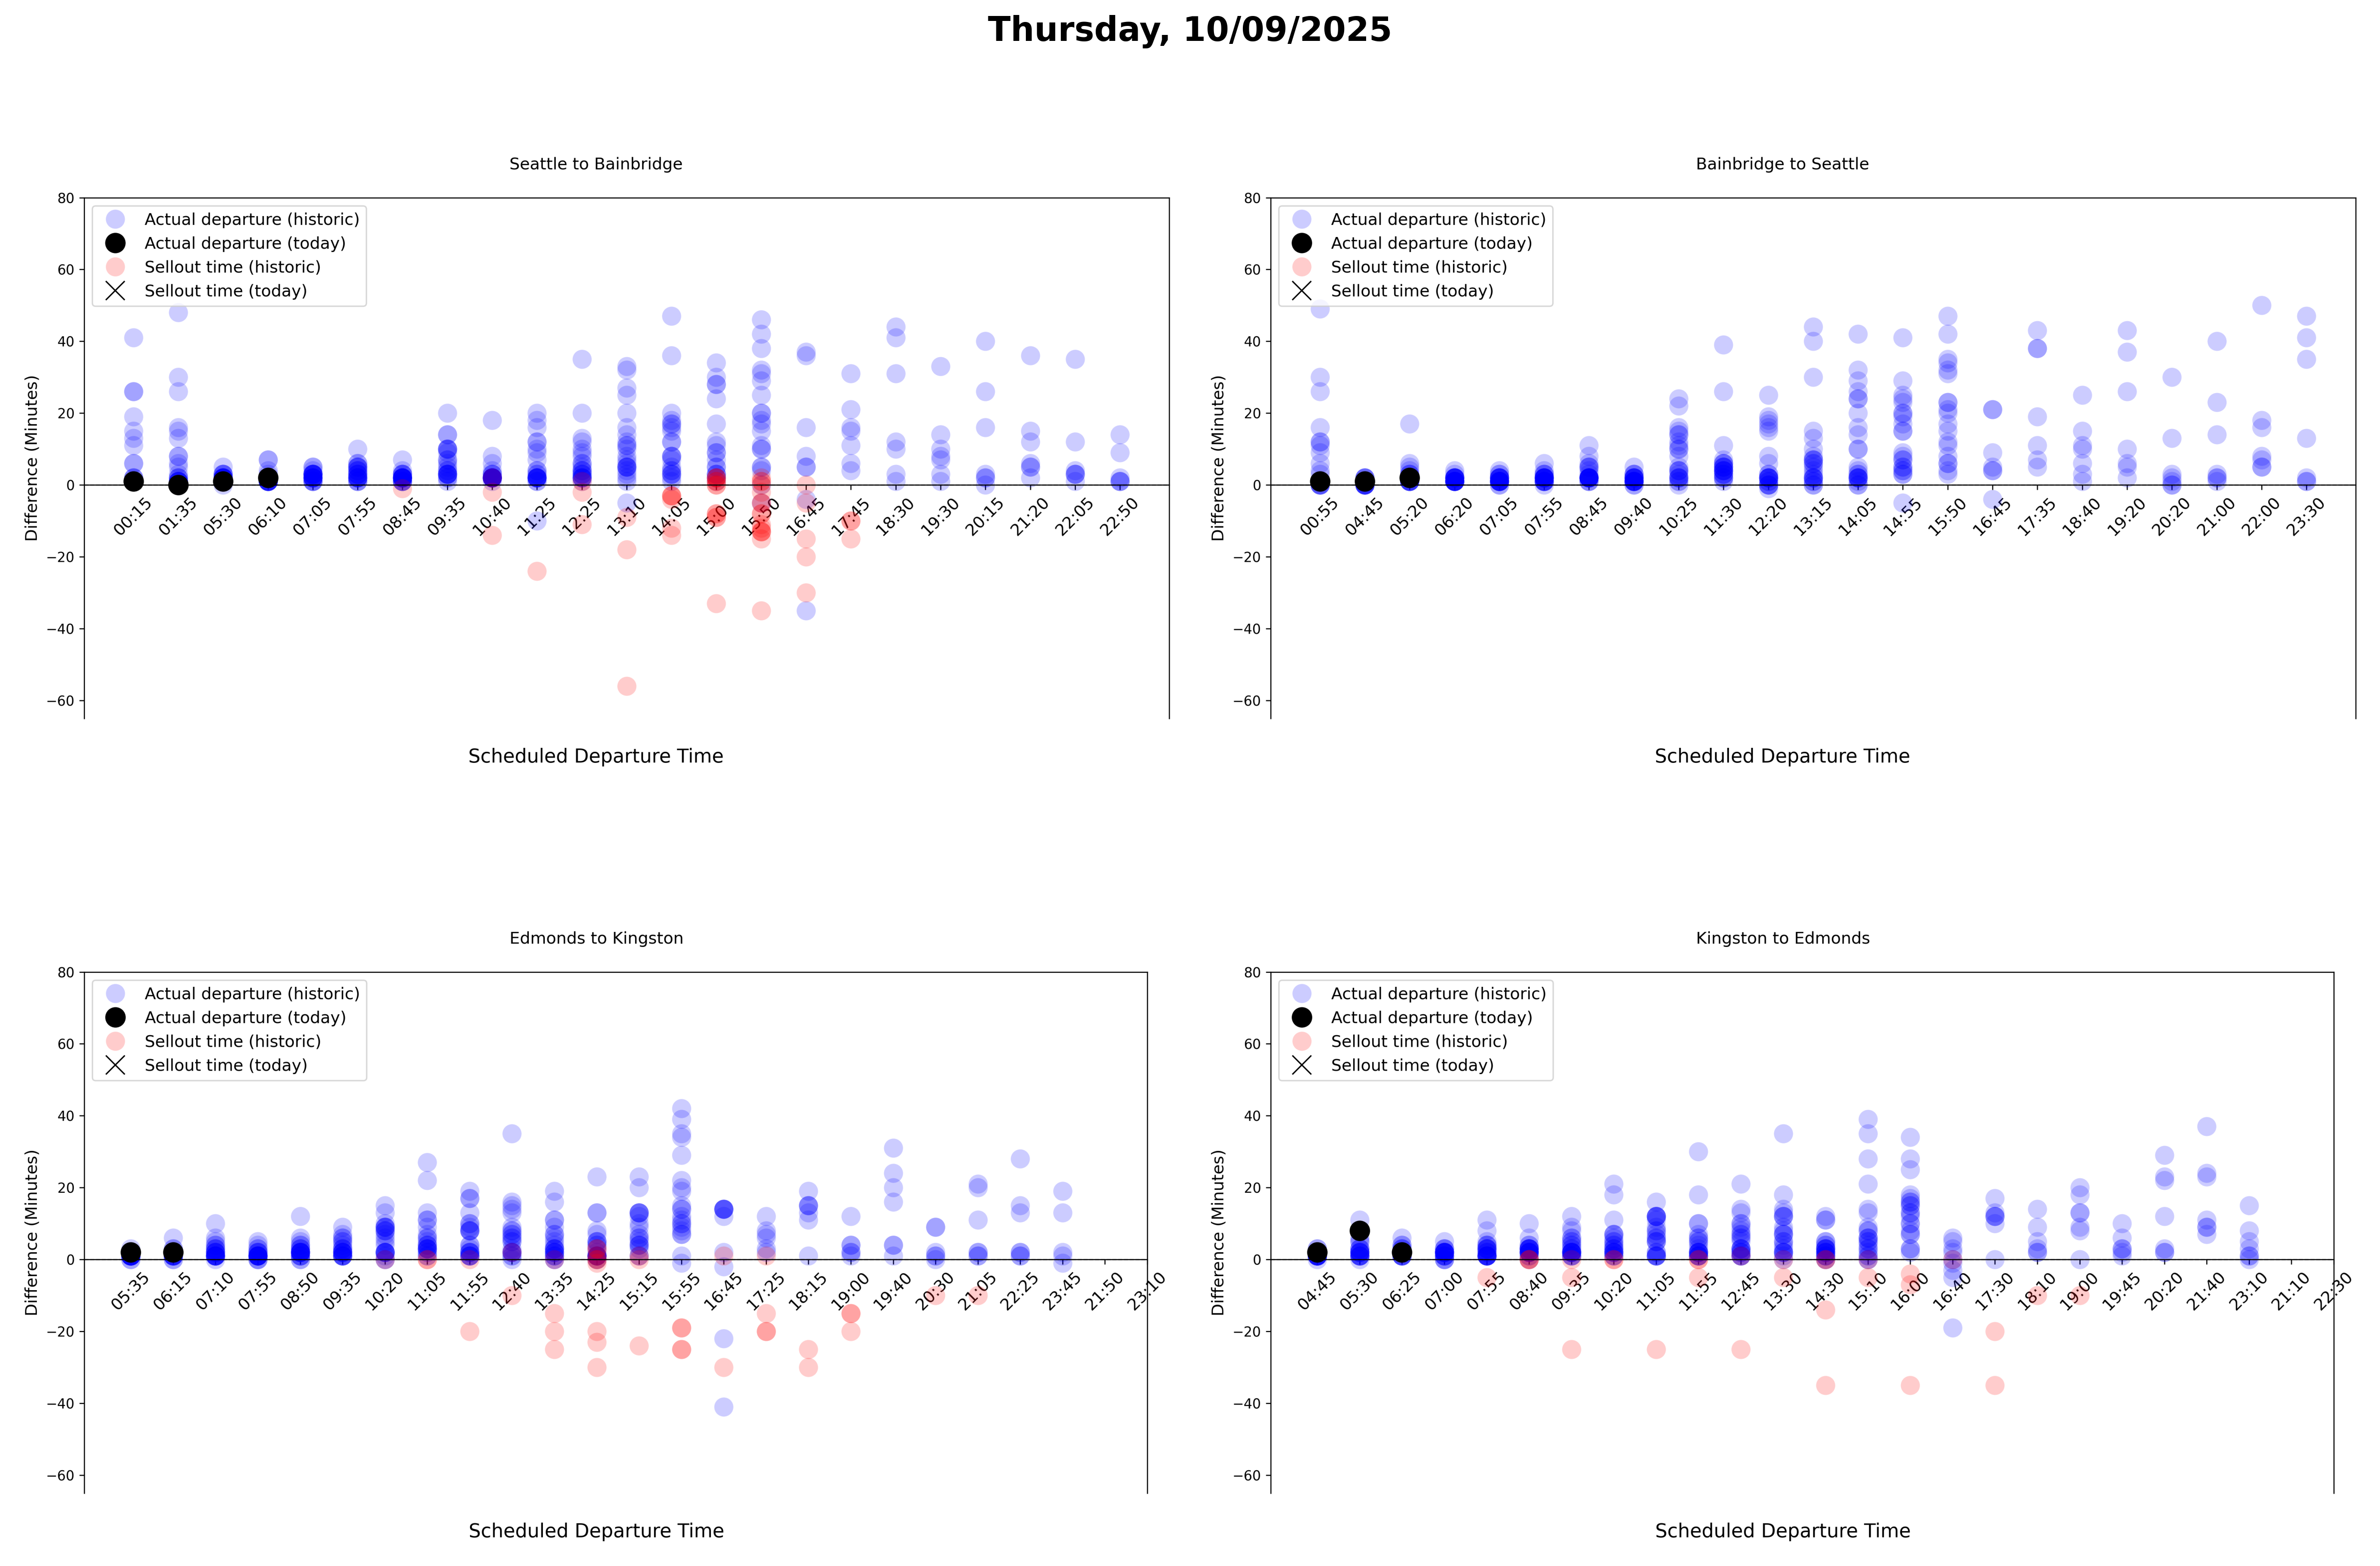 Thursday, 10/09/2025
Seattle to Bainbridge
80
60
40
20
0
−20
−40
−60
Difference (Minutes)
Actual departure (historic)
Actual departure (today)
Sellout time (historic)
Sellout time (today)
00:15 01:35 05:30 06:10 07:05 07:55 08:45 09:35 10:40 11:25 12:25 13:10 14:05 15:00 15:50 16:45 17:45 18:30 19:30 20:15 21:20 22:05 22:50
Scheduled Departure Time
Bainbridge to Seattle
80
60
40
20
0
−20
−40
−60
Difference (Minutes)
Actual departure (historic)
Actual departure (today)
Sellout time (historic)
Sellout time (today)
00:55 04:45 05:20 06:20 07:05 07:55 08:45 09:40 10:25 11:30 12:20 13:15 14:05 14:55 15:50 16:45 17:35 18:40 19:20 20:20 21:00 22:00 23:30
Scheduled Departure Time
Edmonds to Kingston
80
60
40
20
0
−20
−40
−60
Difference (Minutes)
Actual departure (historic)
Actual departure (today)
Sellout time (historic)
Sellout time (today)
05:35 06:15 07:10 07:55 08:50 09:35 10:20 11:05 11:55 12:40 13:35 14:25 15:15 15:55 16:45 17:25 18:15 19:00 19:40 20:30 21:05 22:25 23:45 21:50 23:10
Scheduled Departure Time
Kingston to Edmonds
80
60
40
20
0
−20
−40
−60
Difference (Minutes)
Actual departure (historic)
Actual departure (today)
Sellout time (historic)
Sellout time (today)
04:45 05:30 06:25 07:00 07:55 08:40 09:35 10:20 11:05 11:55 12:45 13:30 14:30 15:10 16:00 16:40 17:30 18:10 19:00 19:45 20:20 21:40 23:10 21:10 22:30
Scheduled Departure Time